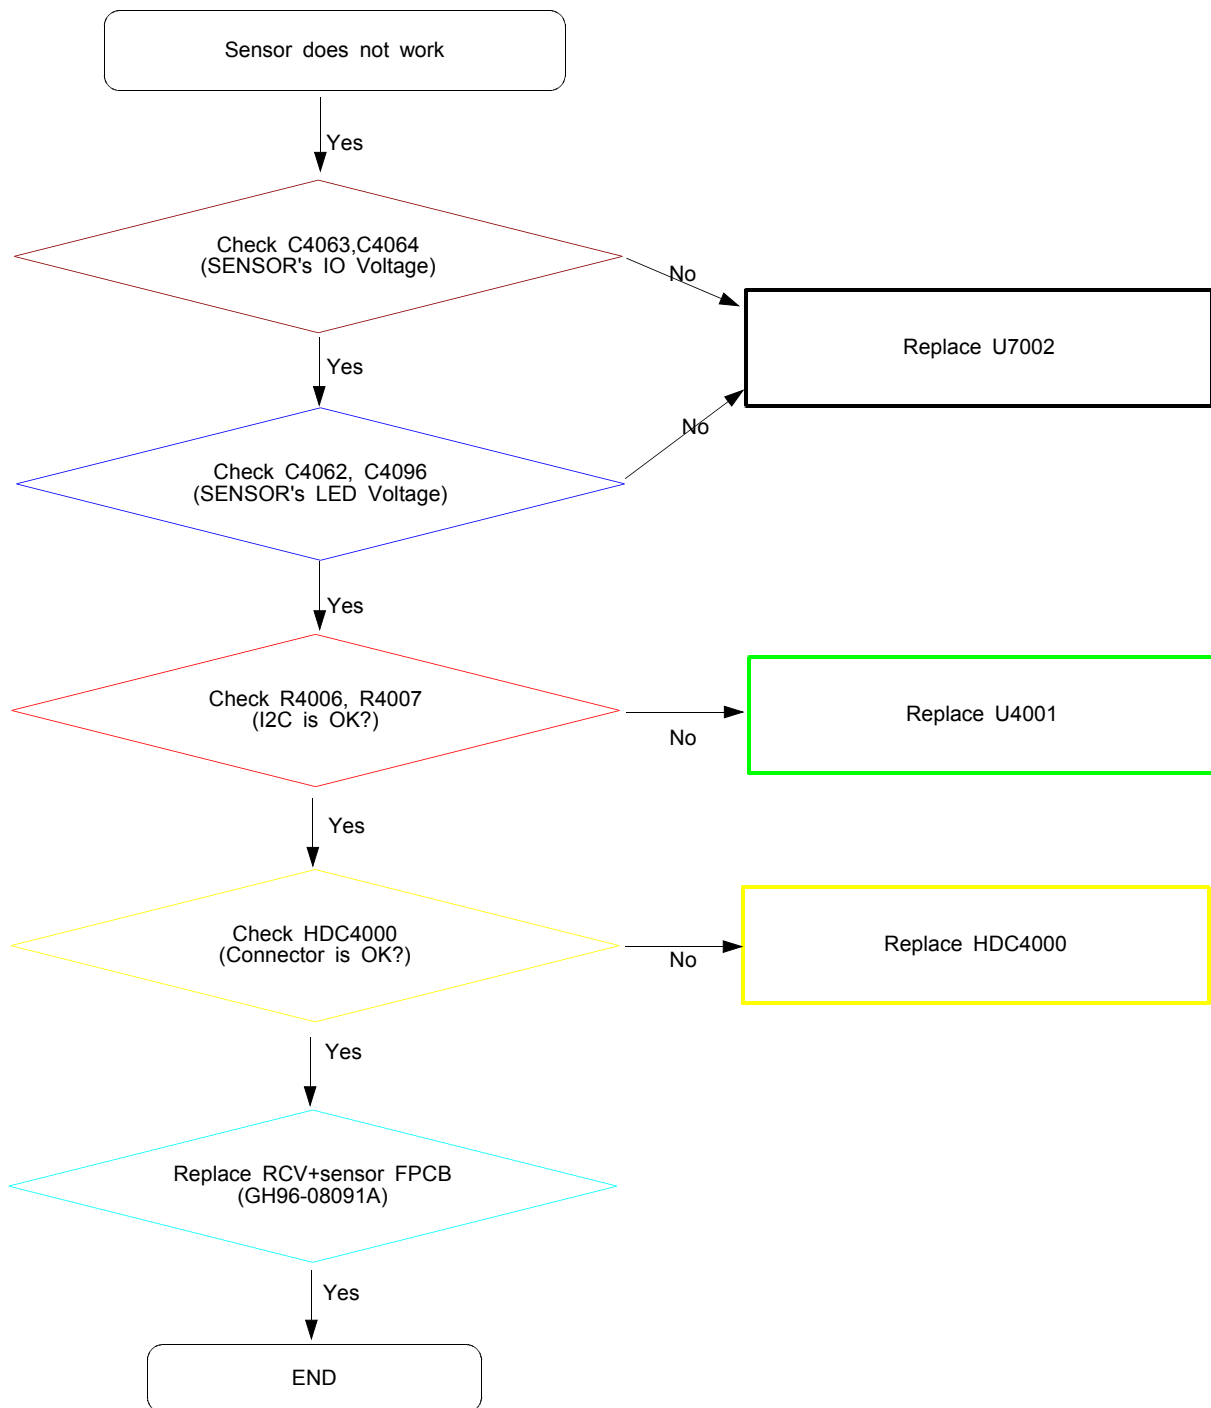 Sensor does not work
Yes
Check C4063,C4064
(SENSOR's IO Voltage)
No
Replace U7002
Yes
Check C4062, C4096
(SENSOR's LED Voltage)
No
Yes
Check R4006, R4007
(I2C is OK?)
No
Replace U4001
Yes
Check HDC4000
(Connector is OK?)
No
Replace HDC4000
Yes
Replace RCV+sensor FPCB
(GH96-08091A)
Yes
END